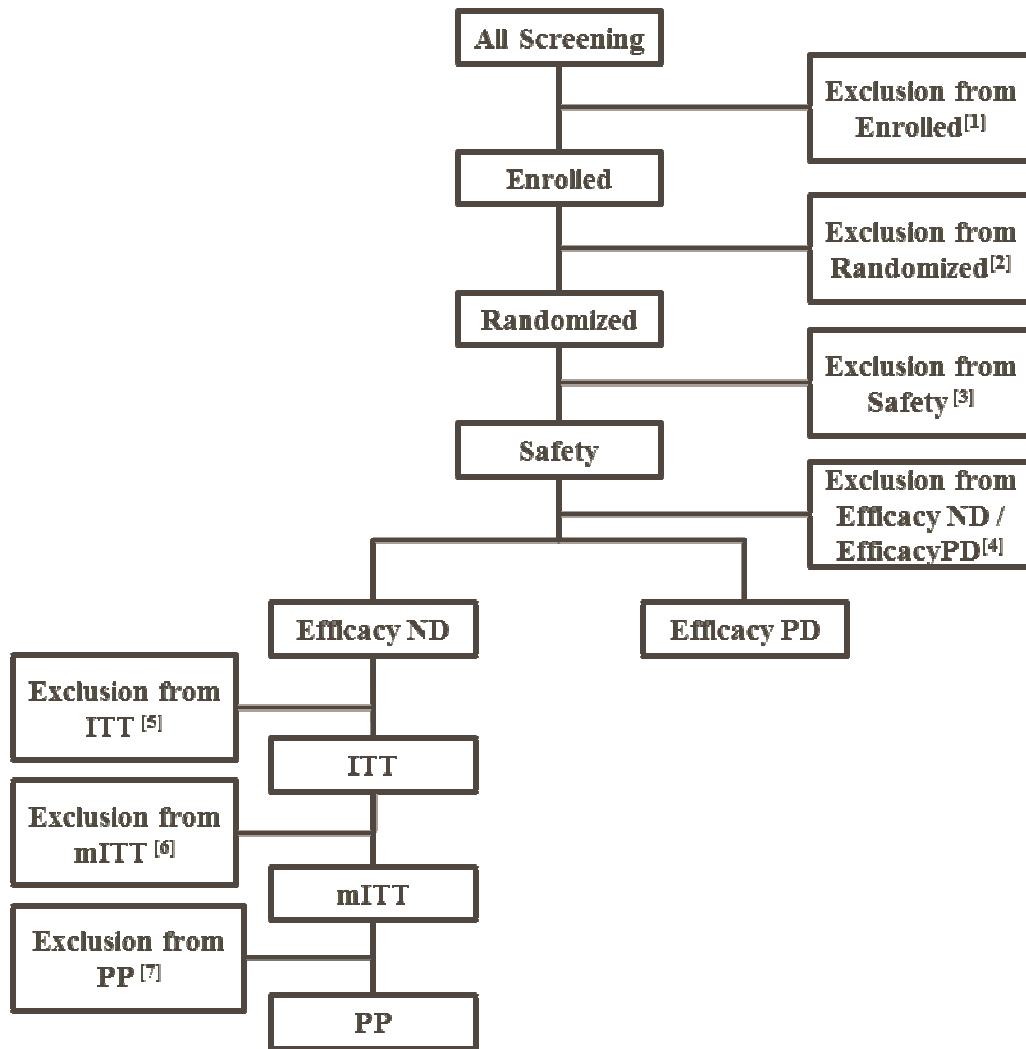 All Screening
Exclusion from
Enrolled[1]
Enrolled
Exclusion from
Randomized[2]
Randomized
Exclusion from
Safety [3]
Safety
Exclusion from
Efficacy ND /
EfficacyPD[4]
Efficacy ND
Efficacy PD
Exclusion from
ITT [5]
ITT
Exclusion from
mITT [6]
mITT
Exclusion from
PP [7]
PP